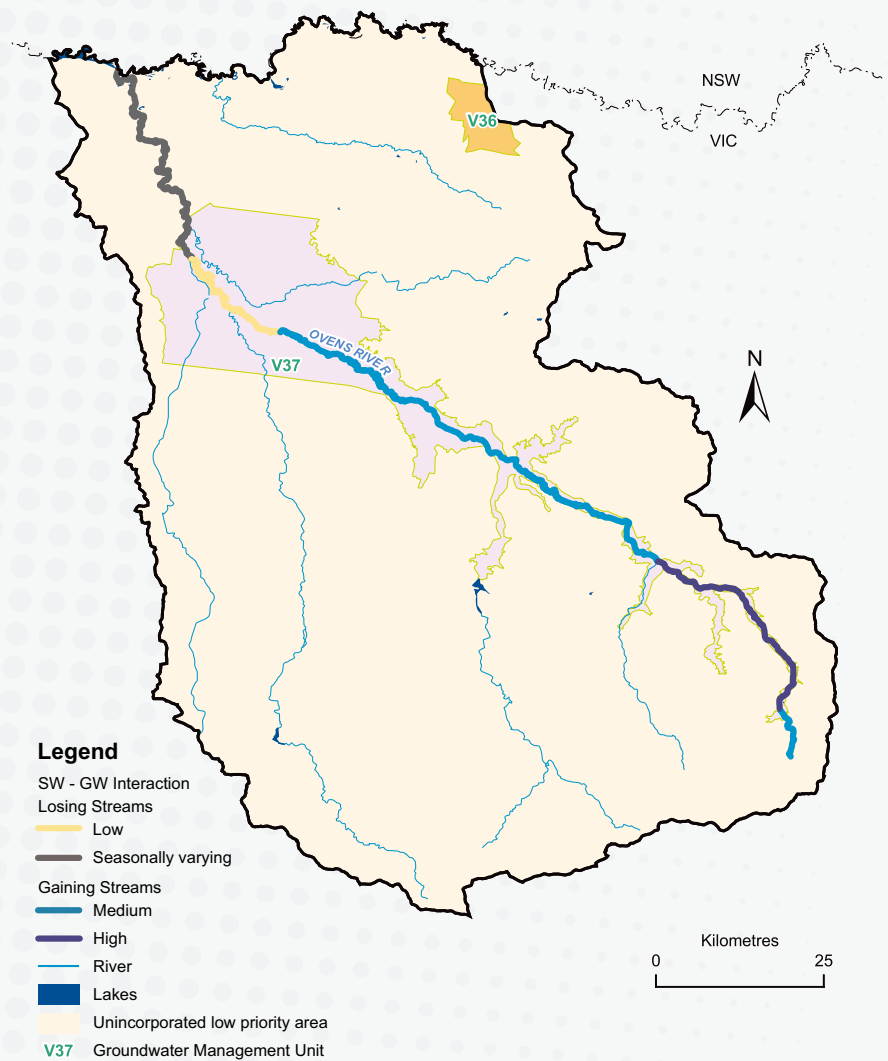 NSW
VIC
V36
OVENS RIVER
V37
N
Legend
SW - GW Interaction
Losing Streams
Low
Seasonally varying
Gaining Streams
Medium
High
River
Lakes
Unincorporated low priority area
V37 Groundwater Management Unit
Kilometres
0 25